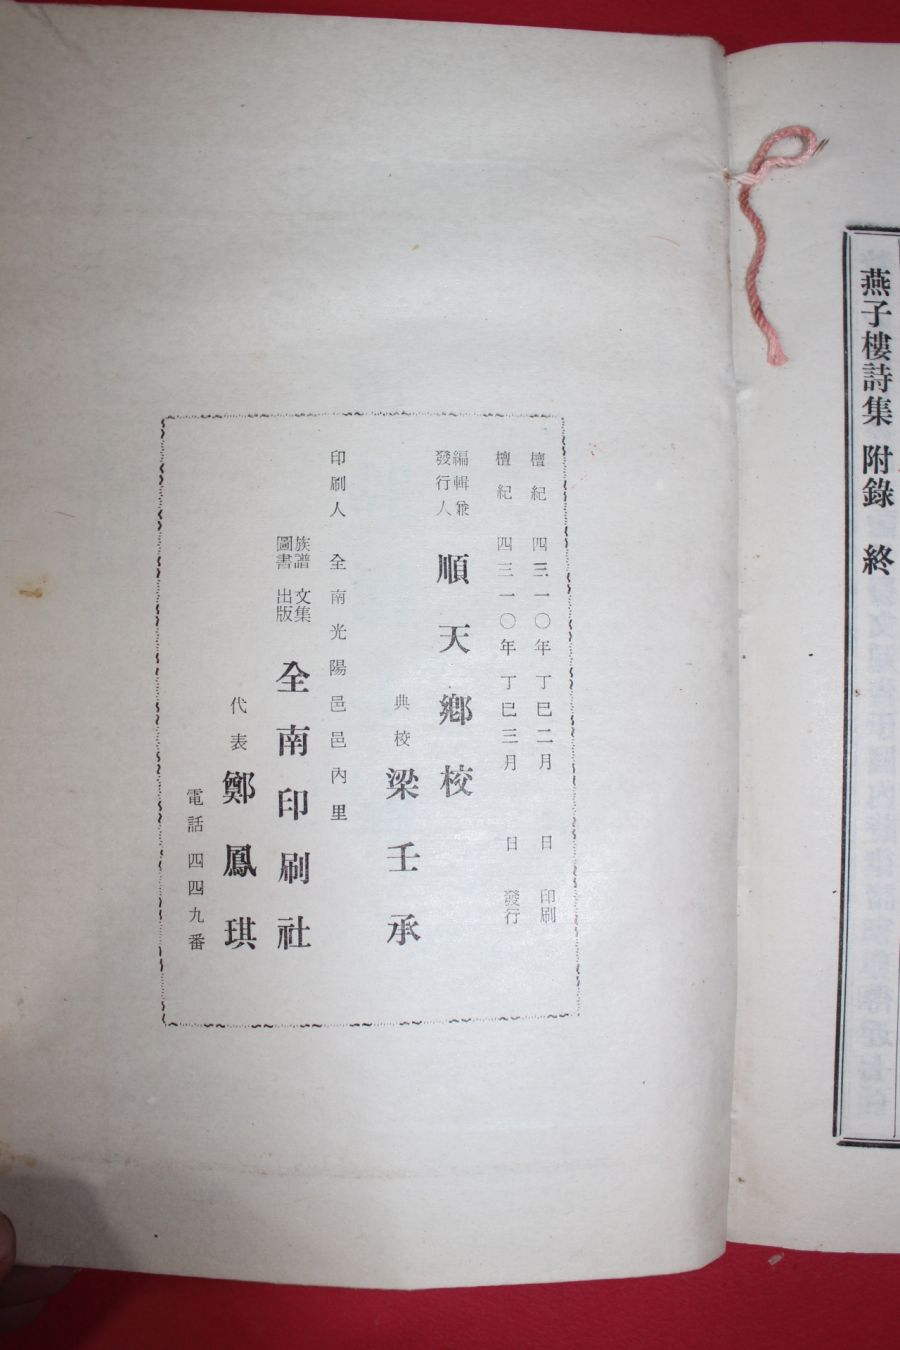 燕子樓詩集 附錄 終
檀紀 四三一〇年 丁巳二月 日 印刷
檀紀 四三一〇年 丁巳三月 日 發行
編輯兼
發行人 順天鄕校
典校 梁壬承
印刷人 全南光陽邑邑內里
族譜 文集
圖書 出版 全南印刷社
代表 鄭鳳琪
電話 四四九番